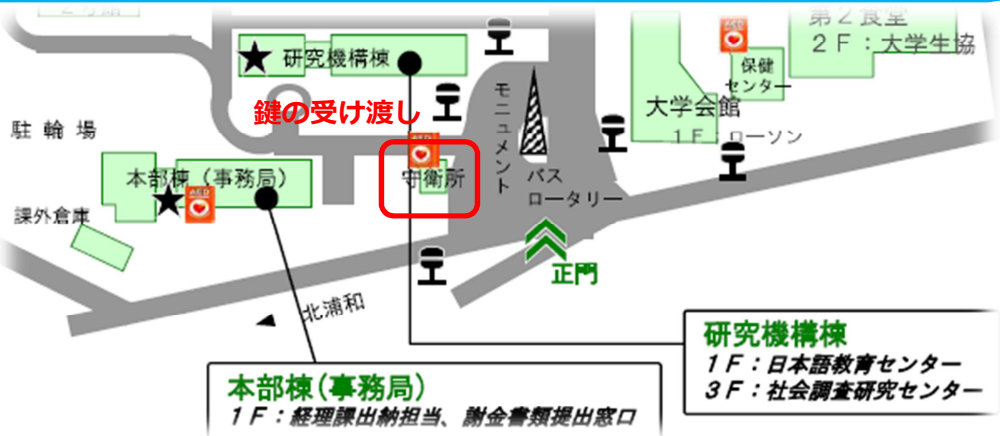 2号館
研究機構棟
鍵の受け渡し
モニュメント
第2食堂
2F：大学生協
保健
センター
大学会館
1F：ローソン
駐輪場
本部棟（事務局）
AED
AED
守衛所
バス
ロータリー
課外倉庫
正門
北浦和
研究機構棟
1F：日本語教育センター
3F：社会調査研究センター
本部棟(事務局)
1F：経理課出納担当、謝金書類提出窓口